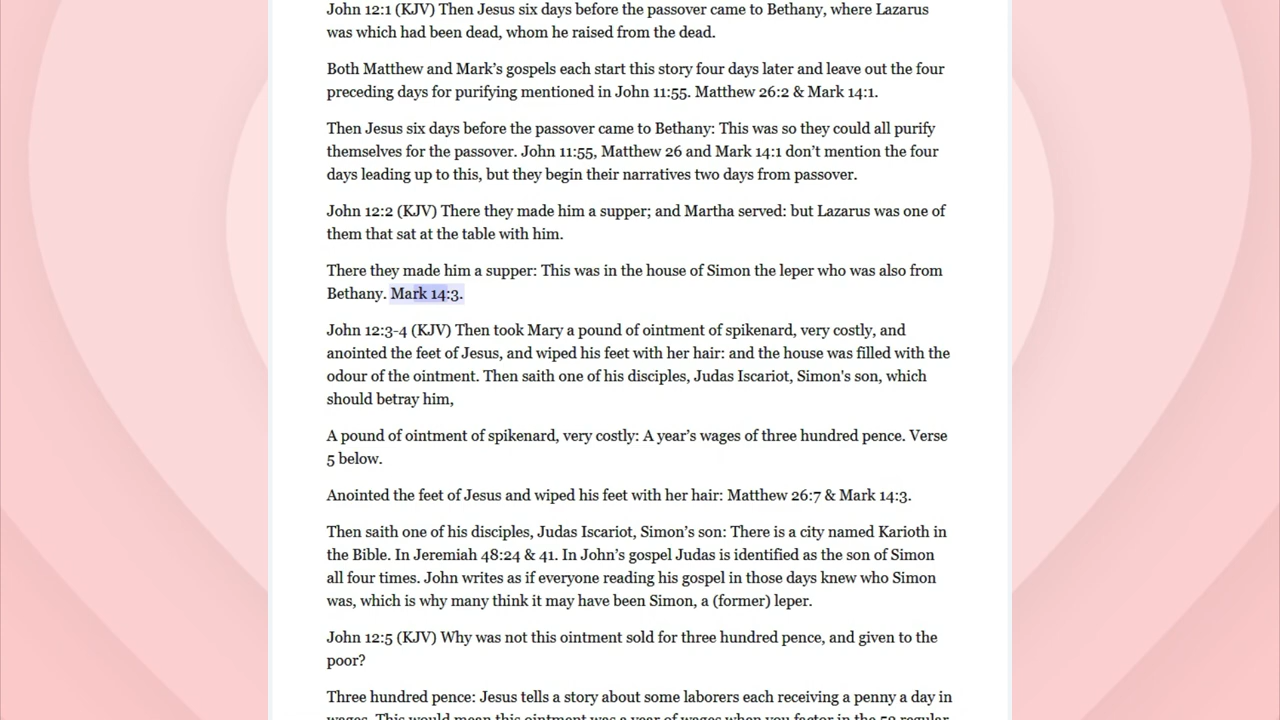 John 12:1 (KJV) Then Jesus six days before the passover came to Bethany, where Lazarus
was which had been dead, whom he raised from the dead.
Both Matthew and Mark’s gospels each start this story four days later and leave out the four
preceding days for purifying mentioned in John 11:55. Matthew 26:2 & Mark 14:1.
Then Jesus six days before the passover came to Bethany: This was so they could all purify
themselves for the passover. John 11:55, Matthew 26 and Mark 14:1 don’t mention the four
days leading up to this, but they begin their narratives two days from passover.
John 12:2 (KJV) There they made him a supper; and Martha served: but Lazarus was one of
them that sat at the table with him.
There they made him a supper: This was in the house of Simon the leper who was also from
Bethany. Mark 14:3.
John 12:3-4 (KJV) Then took Mary a pound of ointment of spikenard, very costly, and
anointed the feet of Jesus, and wiped his feet with her hair: and the house was filled with the
odour of the ointment. Then saith one of his disciples, Judas Iscariot, Simon's son, which
should betray him,
A pound of ointment of spikenard, very costly: A year’s wages of three hundred pence. Verse
5 below.
Anointed the feet of Jesus and wiped his feet with her hair: Matthew 26:7 & Mark 14:3.
Then saith one of his disciples, Judas Iscariot, Simon’s son: There is a city named Karioth in
the Bible. In Jeremiah 48:24 & 41. In John’s gospel Judas is identified as the son of Simon
all four times. John writes as if everyone reading his gospel in those days knew who Simon
was, which is why many think it may have been Simon, a (former) leper.
John 12:5 (KJV) Why was not this ointment sold for three hundred pence, and given to the
poor?
Three hundred pence: Jesus tells a story about some laborers each receiving a penny a day in
wages. This would mean this ointment was a year of wages when you factor in the 52 regular